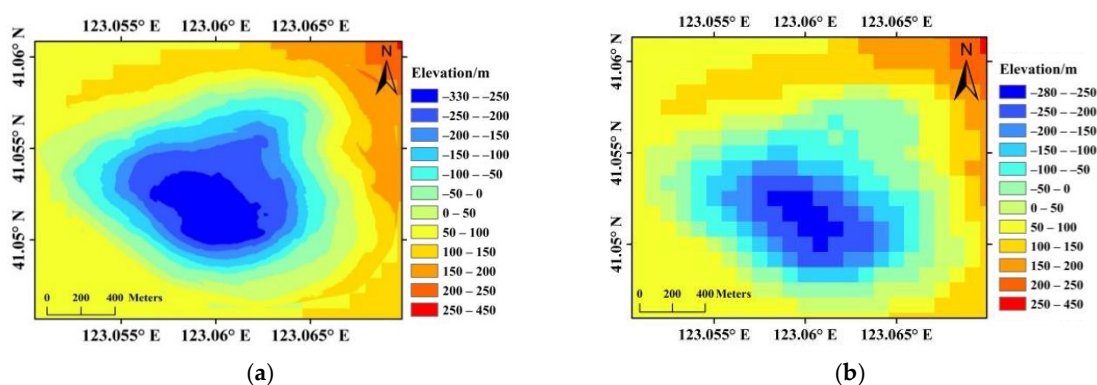 123.055° E 123.06° E 123.065° E
41.06° N
41.055° N
41.05° N
N
Elevation/m
–330 – –250
–250 – –200
–200 – –150
–150 – –100
–100 – –50
–50 – 0
0 – 50
50 – 100
100 – 150
150 – 200
200 – 250
250 – 450
0 200 400 Meters
123.055° E 123.06° E 123.065° E
(a)
123.055° E 123.06° E 123.065° E
41.06° N
41.055° N
41.05° N
N
Elevation/m
–280 – –250
–250 – –200
–200 – –150
–150 – –100
–100 – –50
–50 – 0
0 – 50
50 – 100
100 – 150
150 – 200
200 – 250
250 – 450
0 200 400 Meters
123.055° E 123.06° E 123.065° E
(b)